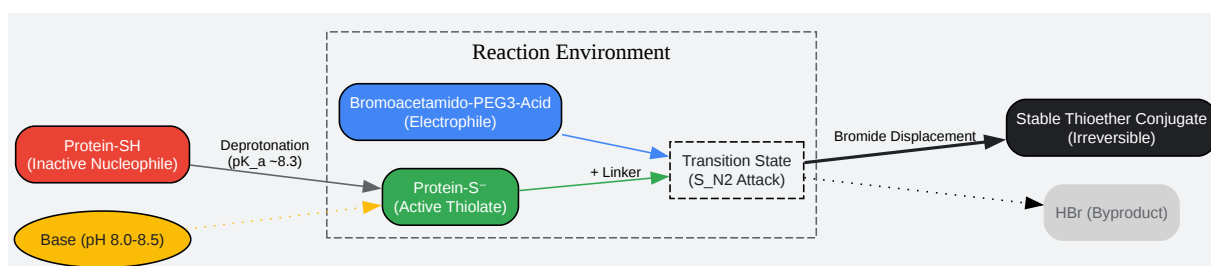 Reaction Environment
Protein-SH
(Inactive Nucleophile)
Deprotonation
(pK_a ~8.3)
Base (pH 8.0-8.5)
Bromoacetamido-PEG3-Acid
(Electrophile)
Protein-S⁻
(Active Thiolate)
+ Linker
Transition State
(S_N2 Attack)
Bromide Displacement
Stable Thioether Conjugate
(Irreversible)
HBr (Byproduct)